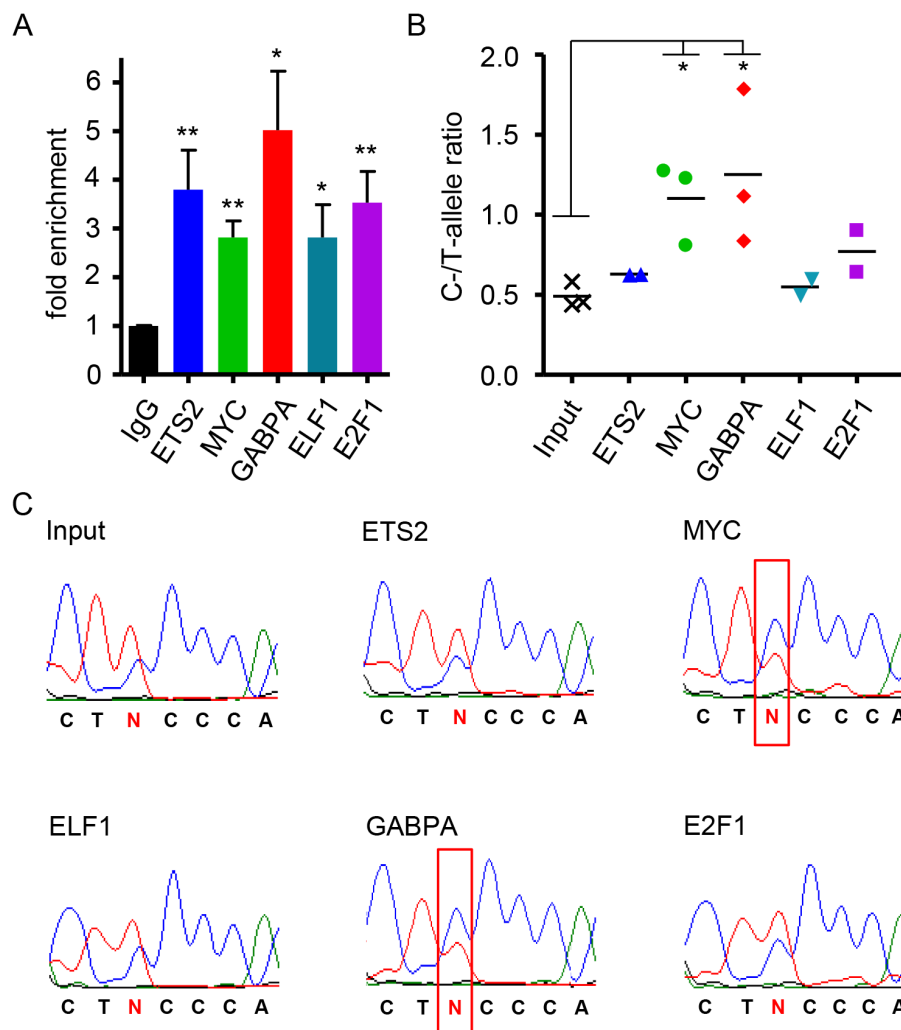 A
B
fold enrichment
6
5
4
3
2
1
0
**
**
*
*
**
IgG
ETS2
MYC
GABPA
ELF1
E2F1
C-/T-allele ratio
2.0
1.5
1.0
0.5
0.0
*
*
Input
ETS2
MYC
GABPA
ELF1
E2F1
C
Input
ETS2
MYC
C T N C C C A
C T N C C C A
C T N C C C A
ELF1
GABPA
E2F1
C T N C C C A
C T N C C C A
C T N C C C A